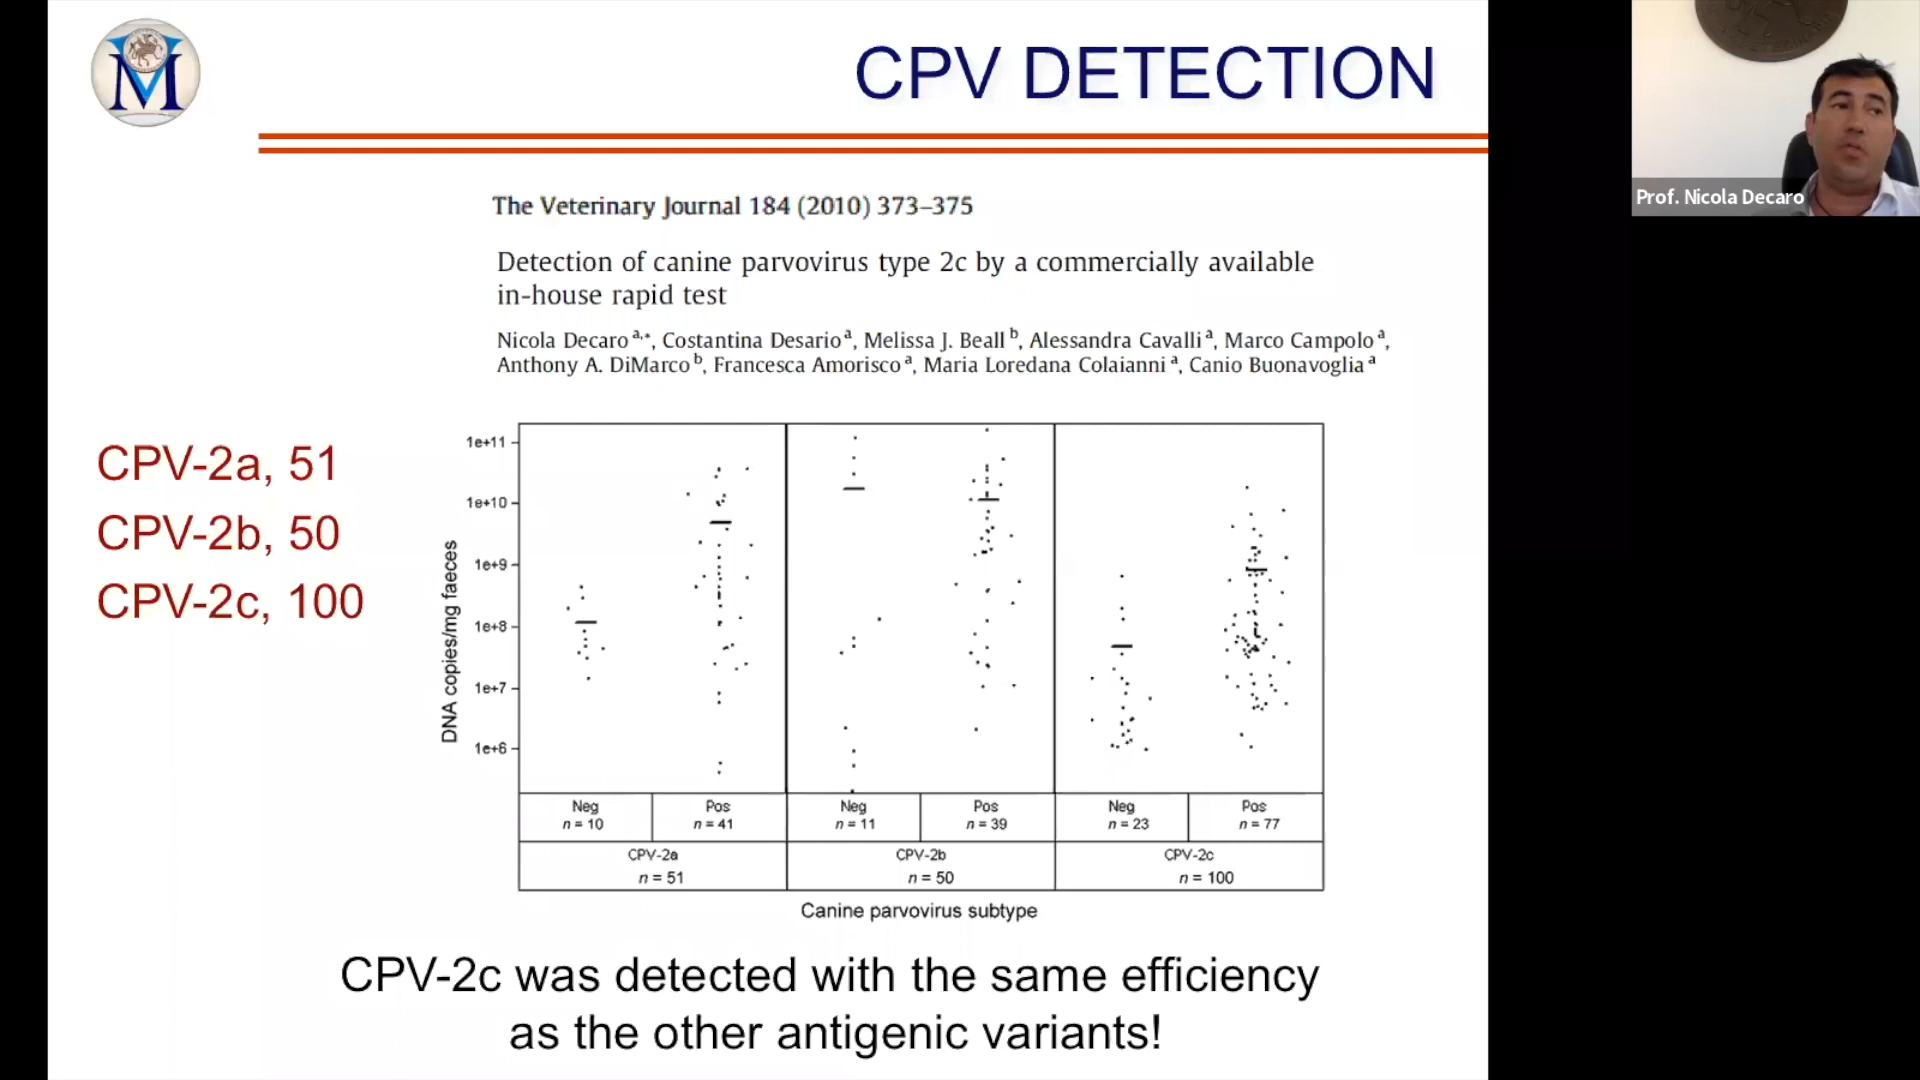 CPV DETECTION
Prof. Nicola Decaro
The Veterinary Journal 184 (2010) 373–375
Detection of canine parvovirus type 2c by a commercially available
in-house rapid test
Nicola Decaro a,*, Costantina Desario a, Melissa J. Beall b, Alessandra Cavalli a, Marco Campolo a,
Anthony A. DiMarco b, Francesca Amorisco a, Maria Loredana Colaianni a, Canio Buonavoglia a
CPV-2a, 51
CPV-2b, 50
CPV-2c, 100
DNA copies/mg faeces
1e+11
1e+10
1e+9
1e+8
1e+7
1e+6
Neg Pos Neg Pos Neg Pos
n = 10 n = 41 n = 11 n = 39 n = 23 n = 77
CPV-2a CPV-2b CPV-2c
n = 51 n = 50 n = 100
Canine parvovirus subtype
CPV-2c was detected with the same efficiency
as the other antigenic variants!